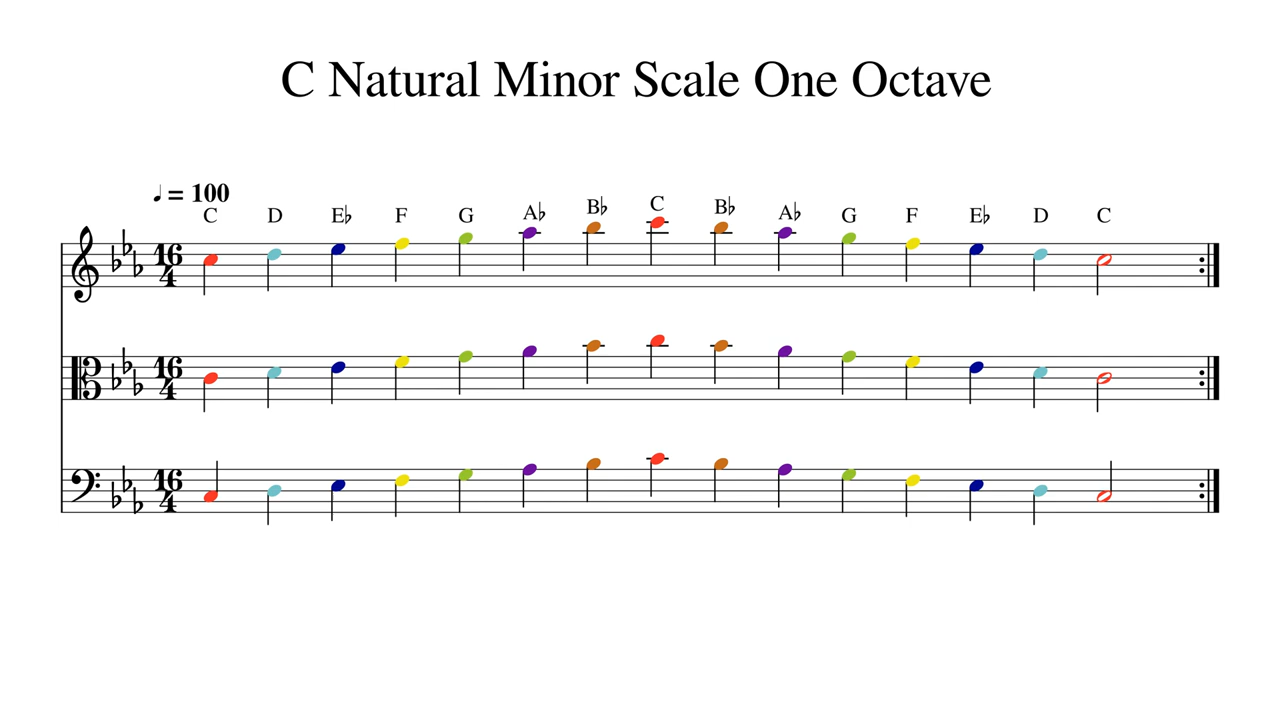 C Natural Minor Scale One Octave
♩ = 100
C D E♭ F G A♭ B♭ C B♭ A♭ G F E♭ D C
16
4
16
4
16
4